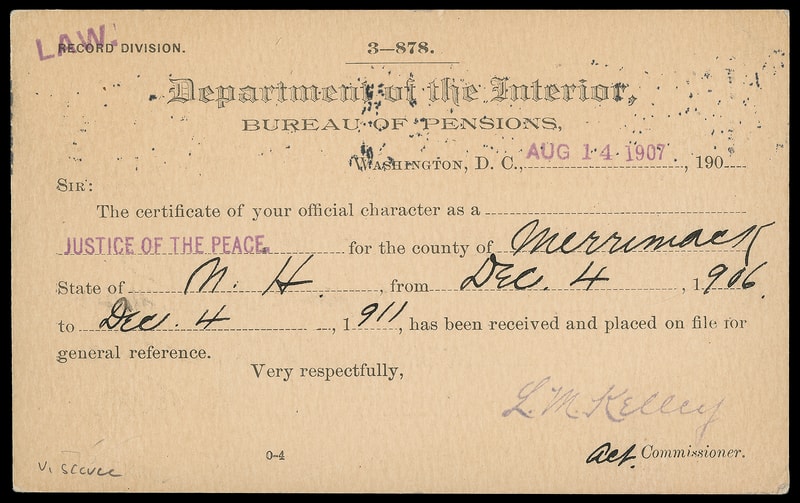 LAW.
RECORD DIVISION.
3—878.
Department of the Interior,
BUREAU OF PENSIONS,
WASHINGTON, D. C., AUG 14 1907, 190
SIR:
The certificate of your official character as a
JUSTICE OF THE PEACE. for the county of Merrimack
State of N. H., from Dec. 4, 1906.
to Dec. 4, 1911, has been received and placed on file for
general reference.
Very respectfully,
L. M. Kelley
Act. Commissioner.
0-4